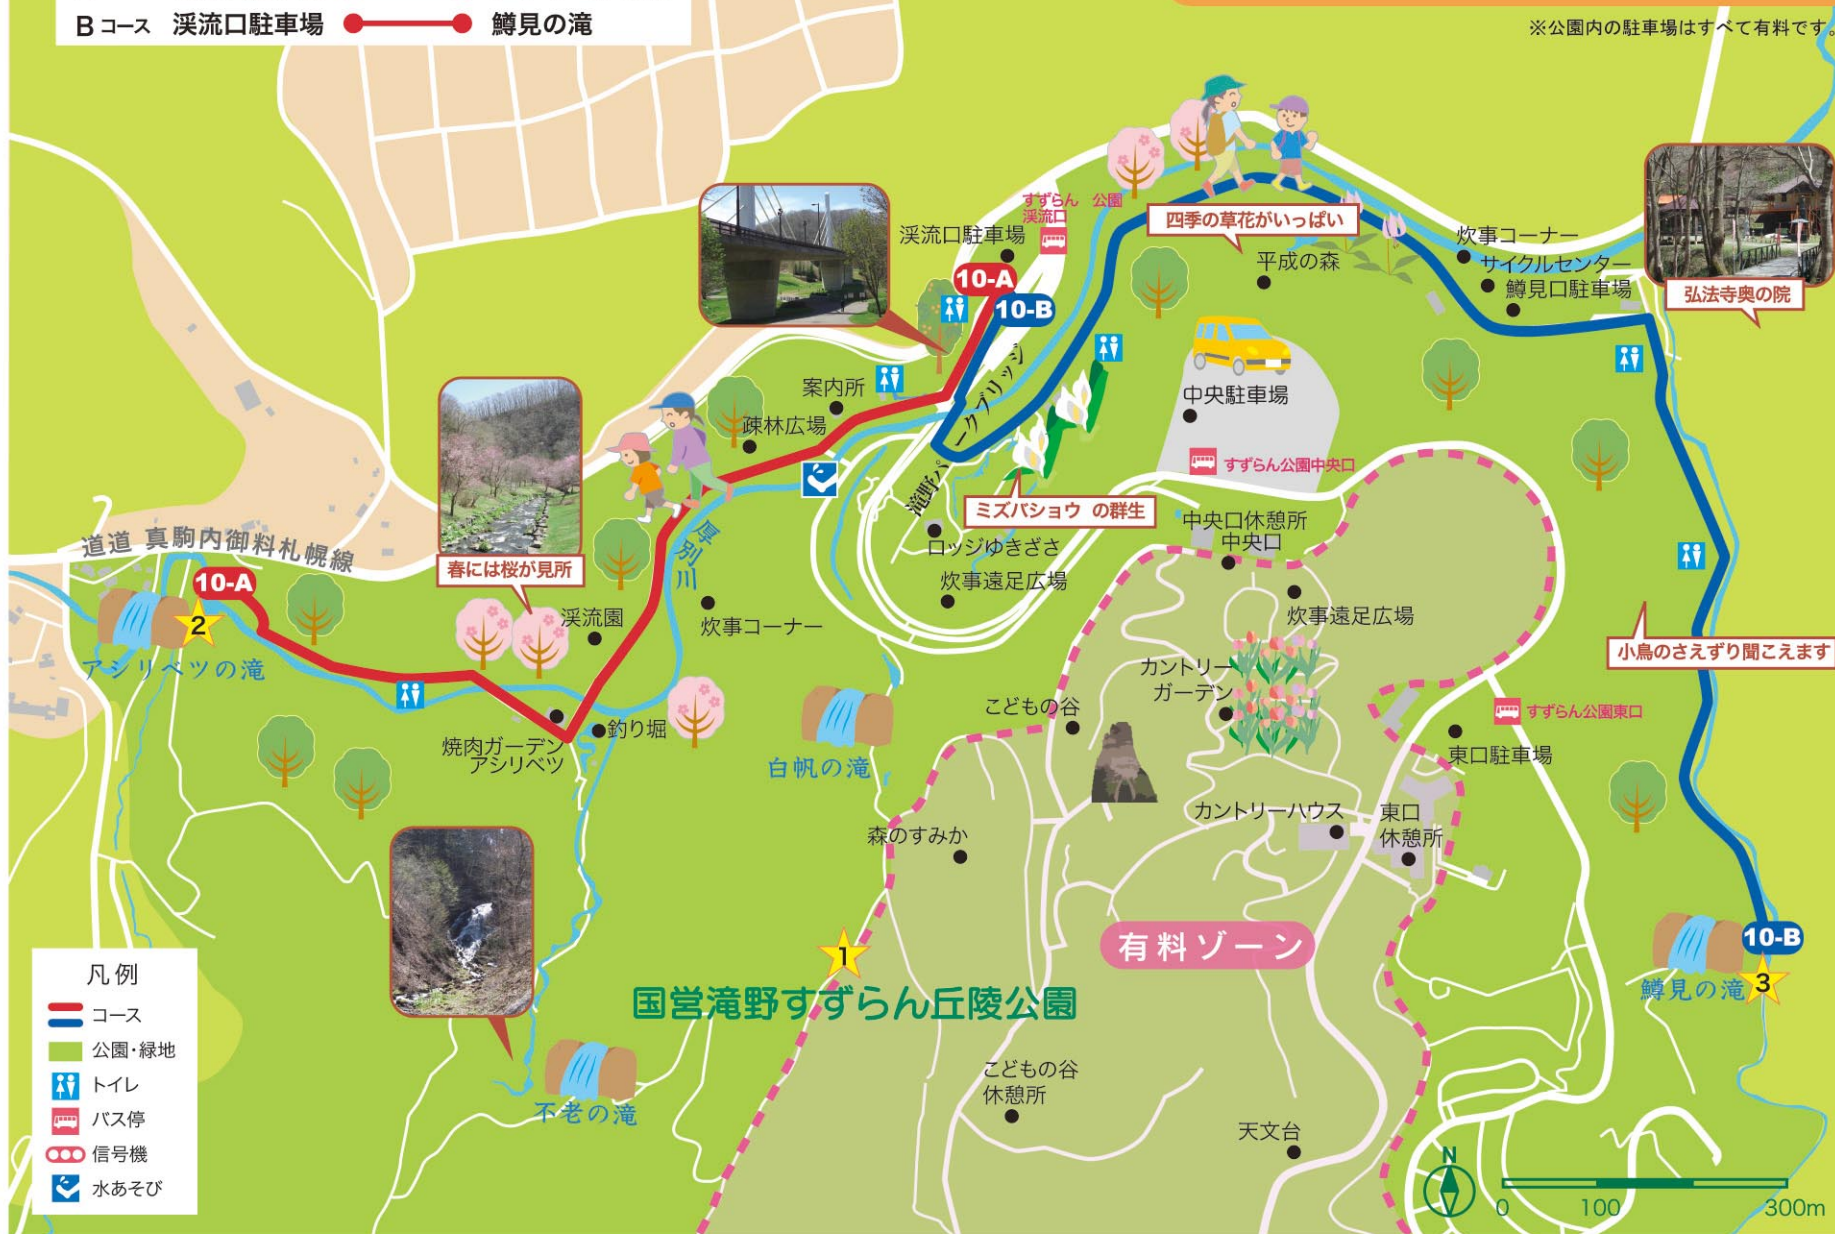 B コース 渓流口駐車場 鱒見の滝
※公園内の駐車場はすべて有料です。
すずらん 公園
渓流口
渓流口駐車場
10-A
10-B
四季の草花がいっぱい
平成の森
炊事コーナー
サイクルセンター
鱒見口駐車場
弘法寺奥の院
滝野パークブリッジ
案内所
疎林広場
中央駐車場
すずらん公園中央口
ミズバショウ の群生
中央口休憩所
中央口
ロッジゆきざさ
炊事遠足広場
炊事遠足広場
道道 真駒内御料札幌線
春には桜が見所
厚別川
10-A
2
アシリベツの滝
渓流園
炊事コーナー
小鳥のさえずり聞こえます
カントリー
ガーデン
こどもの谷
すずらん公園東口
東口駐車場
焼肉ガーデン
アシリベツ
釣り堀
白帆の滝
カントリーハウス
東口
休憩所
森のすみか
有料ゾーン
10-B
3
鱒見の滝
1
国営滝野すずらん丘陵公園
不老の滝
こどもの谷
休憩所
天文台
凡例
コース
公園・緑地
トイレ
バス停
信号機
水あそび
N
0 100 300m